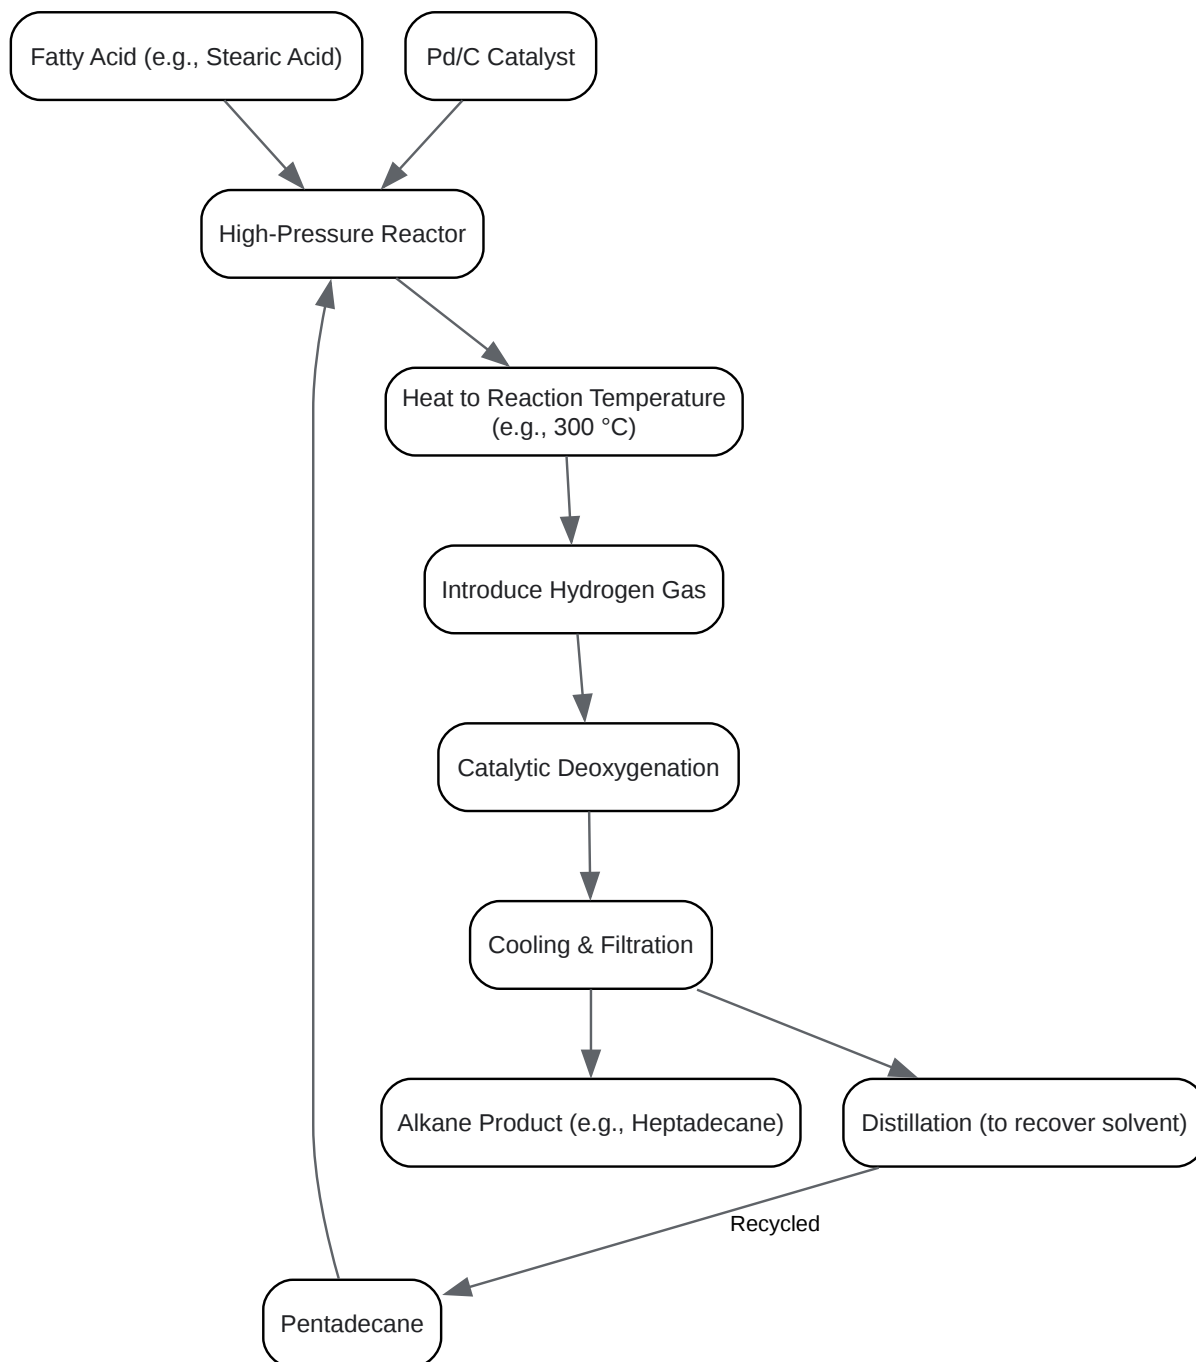 Fatty Acid (e.g., Stearic Acid)
Pd/C Catalyst
High-Pressure Reactor
Heat to Reaction Temperature
(e.g., 300 °C)
Introduce Hydrogen Gas
Catalytic Deoxygenation
Cooling & Filtration
Alkane Product (e.g., Heptadecane)
Distillation (to recover solvent)
Recycled
Pentadecane